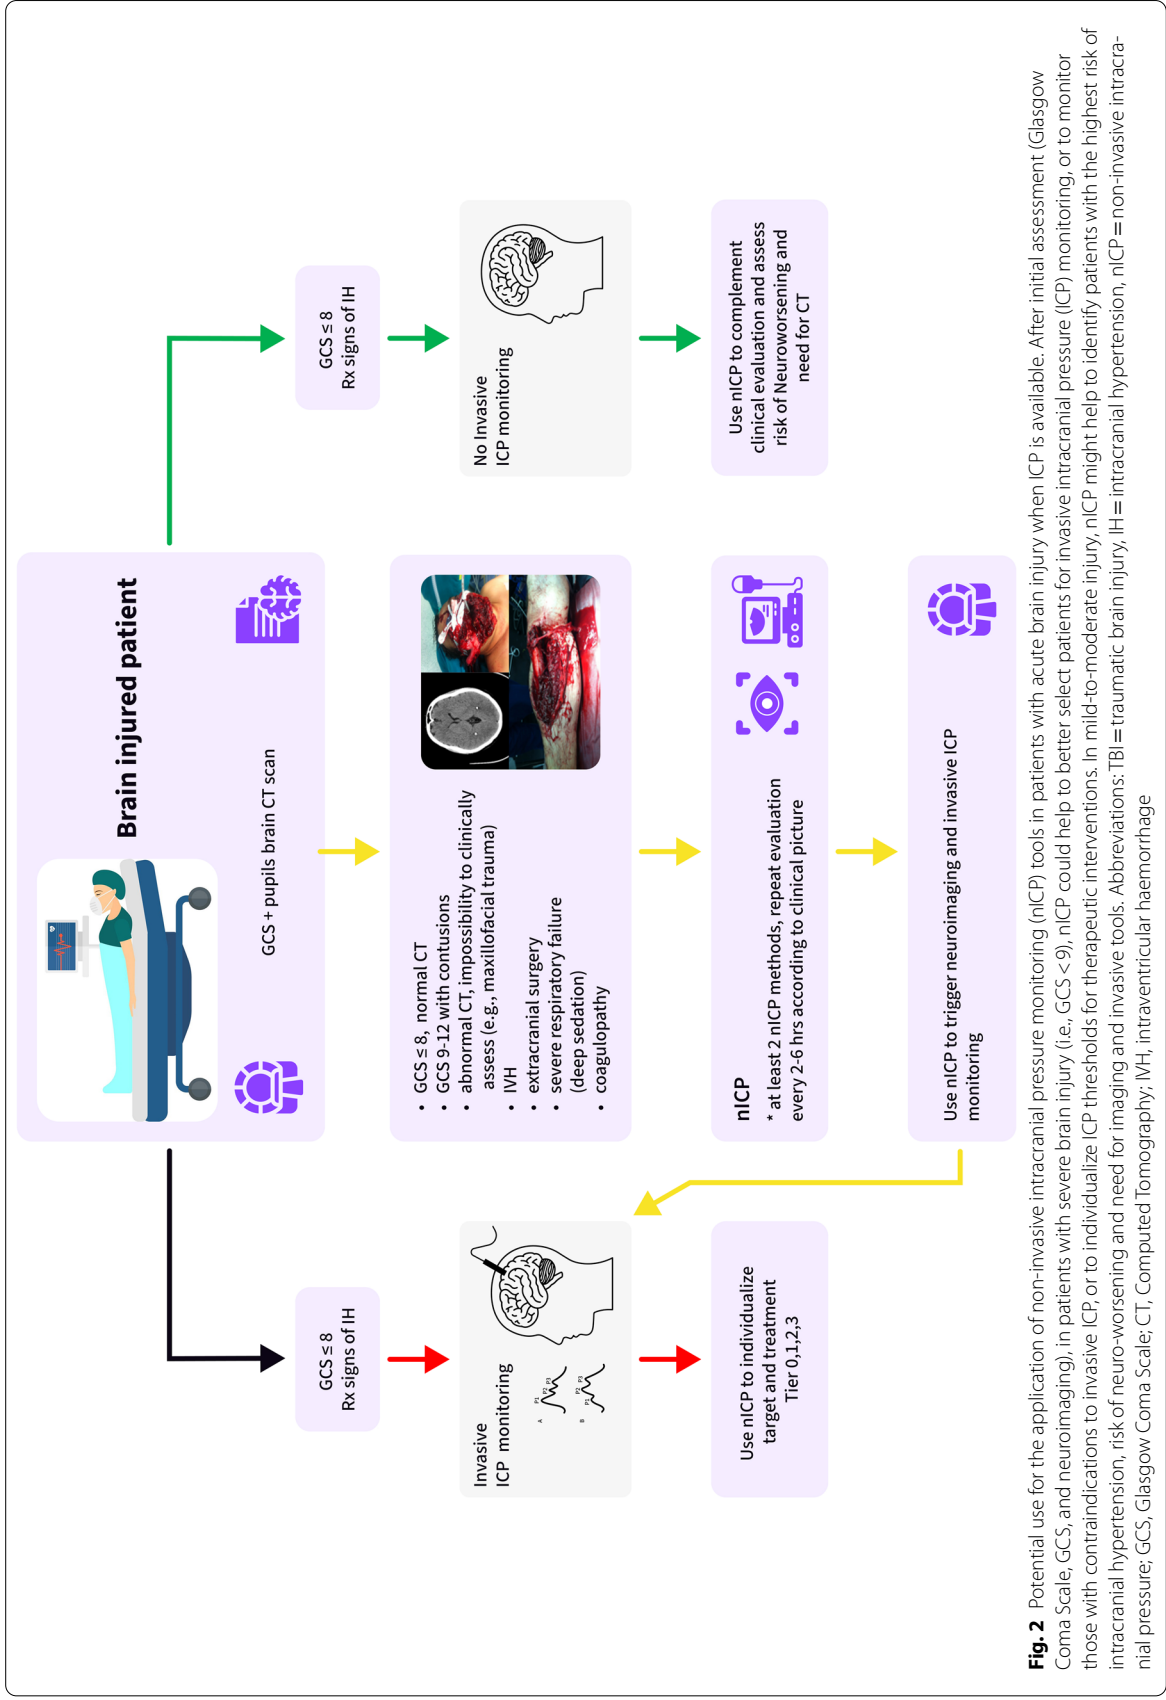 Brain injured patient
GCS + pupils brain CT scan
GCS ≤ 8
Rx signs of IH
Invasive
ICP monitoring
A
P1
P2
P3
B
P1
P2
P3
Use nICP to individualize
target and treatment
Tier 0,1,2,3
• GCS ≤ 8, normal CT
• GCS 9-12 with contusions
• abnormal CT, impossibility to clinically
assess (e.g., maxillofacial trauma)
• IVH
• extracranial surgery
• severe respiratory failure
(deep sedation)
• coagulopathy
nICP
* at least 2 nICP methods, repeat evaluation
every 2-6 hrs according to clinical picture
Use nICP to trigger neuroimaging and invasive ICP
monitoring
GCS ≤ 8
Rx signs of IH
No Invasive
ICP monitoring
Use nICP to complement
clinical evaluation and assess
risk of Neuroworsening and
need for CT
Fig. 2 Potential use for the application of non-invasive intracranial pressure monitoring (nICP) tools in patients with acute brain injury when ICP is available. After initial assessment (Glasgow
Coma Scale, GCS, and neuroimaging), in patients with severe brain injury (i.e., GCS < 9), nICP could help to better select patients for invasive intracranial pressure (ICP) monitoring, or to monitor
those with contraindications to invasive ICP, or to individualize ICP thresholds for therapeutic interventions. In mild-to-moderate injury, nICP might help to identify patients with the highest risk of
intracranial hypertension, risk of neuro-worsening and need for imaging and invasive tools. Abbreviations: TBI = traumatic brain injury, IH = intracranial hypertension, nICP = non-invasive intracra-
nial pressure; GCS, Glasgow Coma Scale; CT, Computed Tomography; IVH, intraventricular haemorrhage